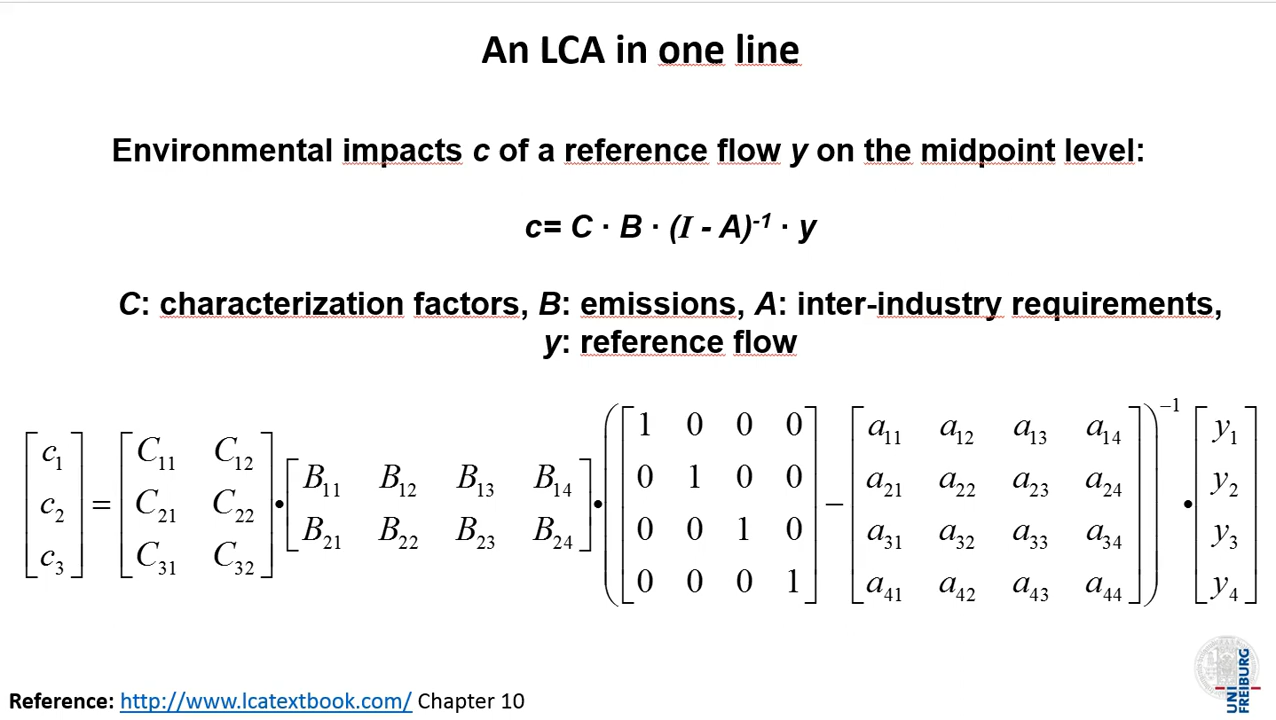 An LCA in one line
Environmental impacts c of a reference flow y on the midpoint level:
c= C · B · (I - A)⁻¹ · y
C: characterization factors, B: emissions, A: inter-industry requirements,
y: reference flow
[c₁; c₂; c₃] = [C₁₁ C₁₂; C₂₁ C₂₂; C₃₁ C₃₂] • [B₁₁ B₁₂ B₁₃ B₁₄; B₂₁ B₂₂ B₂₃ B₂₄] • ([1 0 0 0; 0 1 0 0; 0 0 1 0; 0 0 0 1] − [a₁₁ a₁₂ a₁₃ a₁₄; a₂₁ a₂₂ a₂₃ a₂₄; a₃₁ a₃₂ a₃₃ a₃₄; a₄₁ a₄₂ a₄₃ a₄₄])⁻¹ • [y₁; y₂; y₃; y₄]
Reference: http://www.lcatextbook.com/ Chapter 10
UNI
FREIBURG